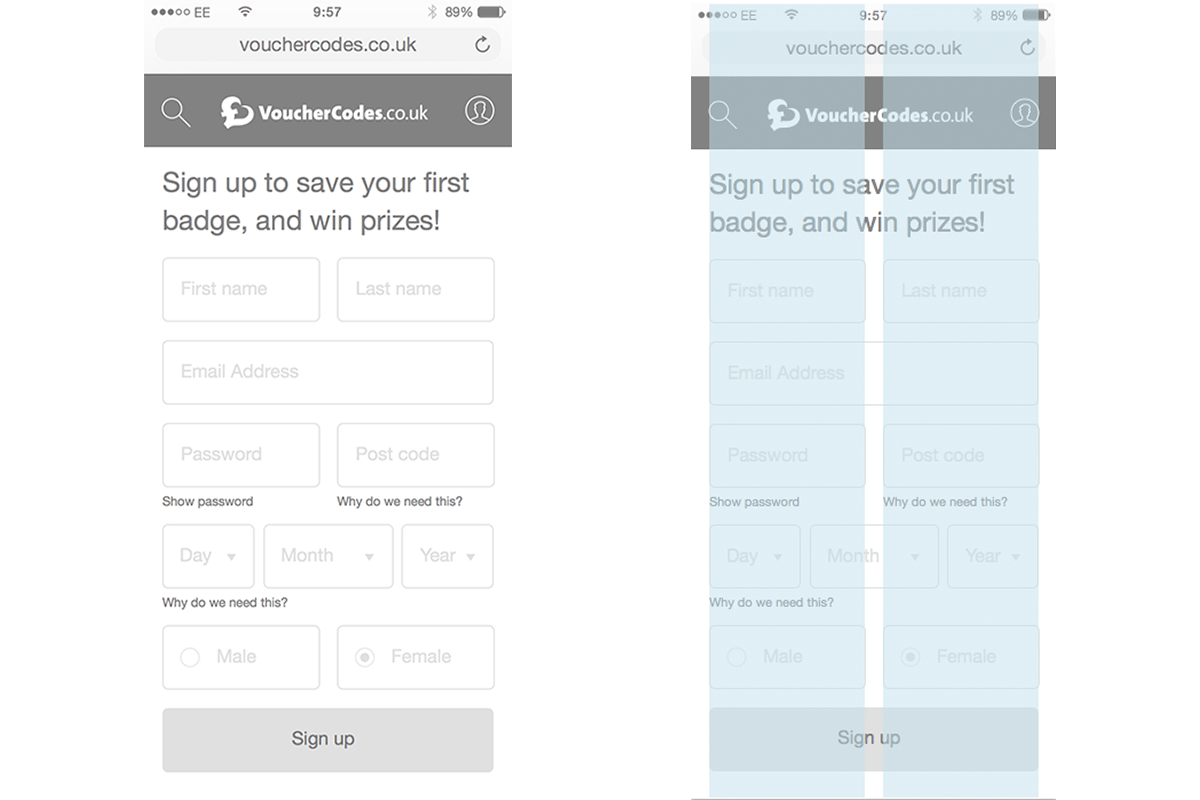 EE 9:57 89%
vouchercodes.co.uk
VoucherCodes.co.uk
Sign up to save your first
badge, and win prizes!
First name Last name
Email Address
Password Post code
Show password Why do we need this?
Day Month Year
Why do we need this?
Male Female
Sign up
EE 9:57 89%
vouchercodes.co.uk
VoucherCodes.co.uk
Sign up to save your first
badge, and win prizes!
First name Last name
Email Address
Password Post code
Show password Why do we need this?
Day Month Year
Why do we need this?
Male Female
Sign up